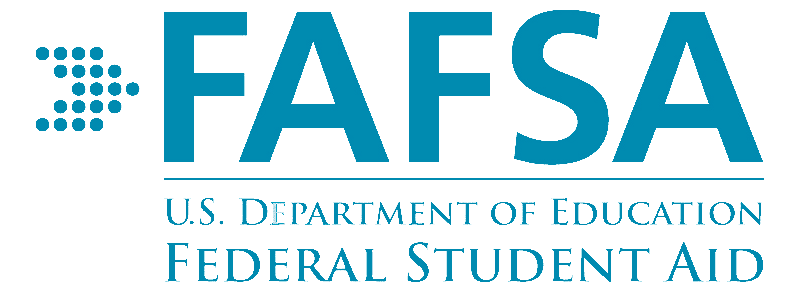 FAFSA
U.S. DEPARTMENT OF EDUCATION
FEDERAL STUDENT AID